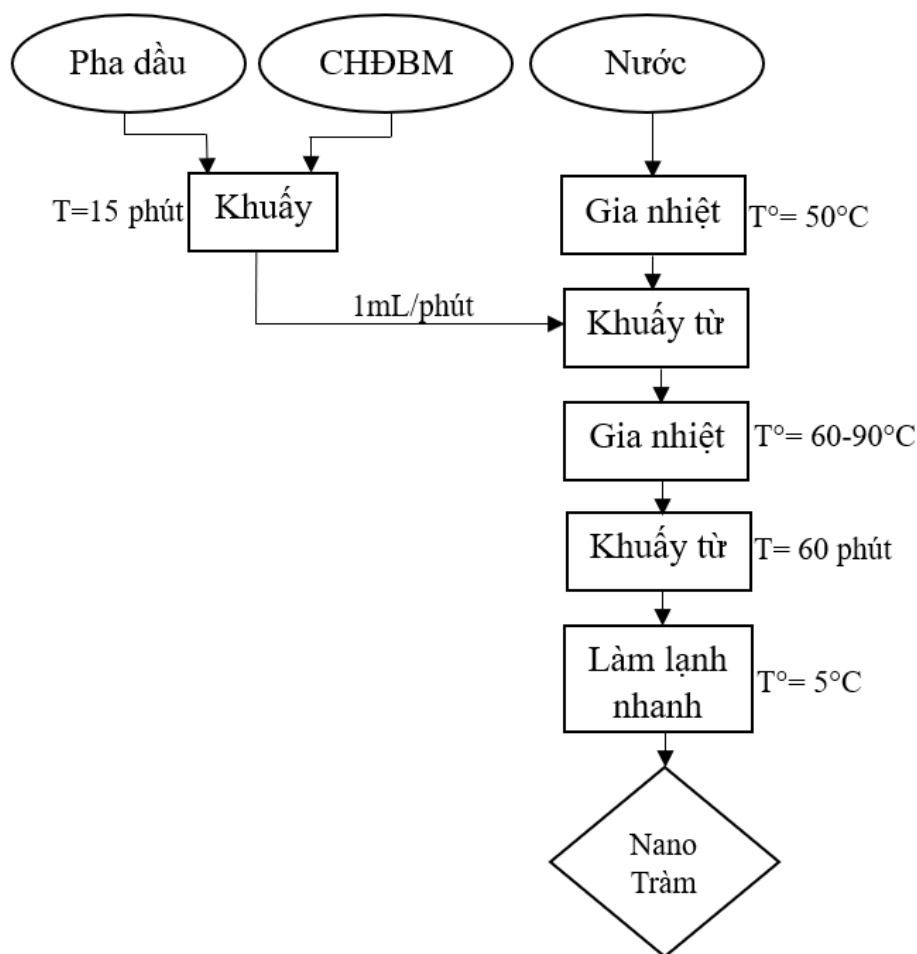 Pha dầu
CHĐBM
Nước
T=15 phút
Khuấy
Gia nhiệt
T°= 50°C
1mL/phút
Khuấy từ
Gia nhiệt
T°= 60-90°C
Khuấy từ
T= 60 phút
Làm lạnh
nhanh
T°= 5°C
Nano
Tràm